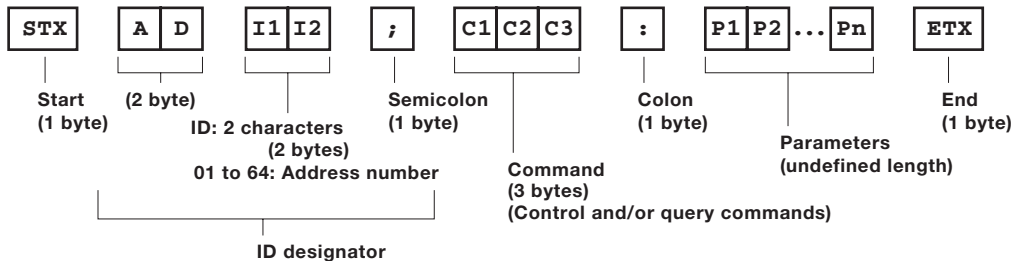 STX A D I1 I2 ; C1 C2 C3 : P1 P2 ... Pn ETX
Start
(1 byte)
(2 byte)
ID: 2 characters
(2 bytes)
01 to 64: Address number
Semicolon
(1 byte)
Command
(3 bytes)
(Control and/or query commands)
Colon
(1 byte)
Parameters
(undefined length)
End
(1 byte)
ID designator